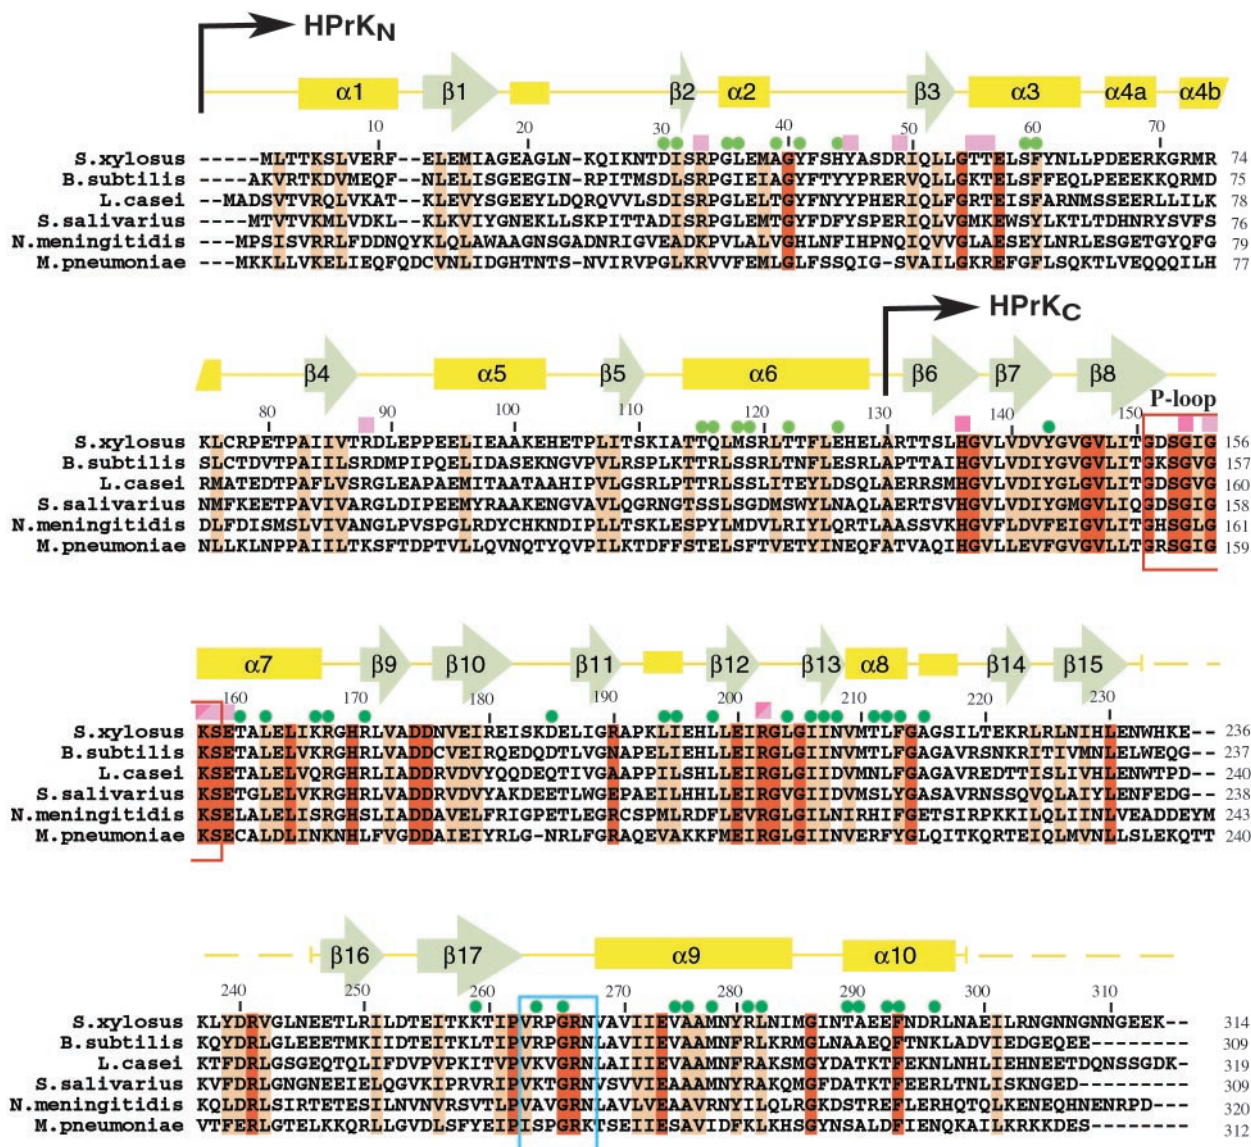 HPrKN
α1 β1 β2 α2 β3 α3 α4a α4b
10 20 30 40 50 60 70
S.xylosus -----MLTTKSLVERF--ELEMIAGEAGLN-KQIKNTDISRPGLEMAGYFSHYASDRIQLLGTTELSFYNLLPDEERKGRMR 74
B.subtilis ----AKVRTKDVMEQF--NLELISGEEGIN-RPITMSDLSRPGIEIAGYFTYYPRERVQLLGKTELSFFEQLPEEEKKQRMD 75
L.casei --MADSVTVRQLVKAT--KLEVYSGEEYLDQRQVVLSDISRPGLELTGYFNYYPHERIQLFGRTEISFARNMSSEERLLILK 78
S.salivarius ----MTVTVKMLVDKL--KLKVIYGNEKLLSKPITTADISRPGLEMTGYFDYYSPERIQLVGMKEWSYLKTLTDHNRYSVFS 76
N.meningitidis ---MPSISVRRLFDDNQYKLQLAWAAGNSGADNRIGVEADKPVLALVGHLNFIHPNQIQVVGLAESEYLNRLESGETGYQFG 79
M.pneumoniae ---MKKLLVKELIEQFQDCVNLIDGHTNTS-NVIRVPGLKRVVFEMLGLFSSQIG-SVAILGKREFGFLSQKTLVEQQQILH 77
HPrKC
β4 α5 β5 α6 β6 β7 β8
P-loop
80 90 100 110 120 130 140 150
S.xylosus KLCRPETPAIIVTRDLEPPEELIEAAKEHETPLITSKIATTQLMSRLTTFLEHELARTTSLHGVLVDVYGVGVLITGDSGIG 156
B.subtilis SLCTDVTPAIILSRDMPIPQELIDASEKNGVPVLRSPLKTTRLSSRLTNFLESRLAPTTAIHGVLVDIYGVGVLITGKSGVG 157
L.casei RMATEDTPAFLVSRGLEAPAEMITAATAAHIPVLGSRLPTTRLSSLITEYLDSQLAERRSMHGVLVDIYGLGVLITGDSGVG 160
S.salivarius NMFKEETPAVIVARGLDIPEEMYRAAKENGVAVLQGRNGTSSLSGDMSWYLNAQLAERTSVHGVLVDIYGMGVLIQGDSGIG 158
N.meningitidis DLFDISMSLVIVANGLPVSPGLRDYCHKNDIPLLTSKLESPYLMDVLRIYLQRTLAASSVKHGVFLDVFEIGVLITGHSGLG 161
M.pneumoniae NLLKLNPPAIILTKSFTDPTVLLQVNQTYQVPILKTDFFSTELSFTVETYINEQFATVAQIHGVLLEVFGVGVLLTGRSGIG 159
α7 β9 β10 β11 β12 β13 α8 β14 β15
160 170 180 190 200 210 220 230
S.xylosus KSETALELIKRGHRLVADDNVEIREISKDELIGRAPKLIEHLLEIRGLGIINVMTLFGAGSILTEKRLRLNIHLENWHKE-- 236
B.subtilis KSETALELVKRGHRLVADDCVEIRQEDQDTLVGNAPELIEHLLEIRGLGIINVMTLFGAGAVRSNKRITIVMNLELWEQG-- 237
L.casei KSETALELVQRGHRLIADDRVDVYQQDEQTIVGAAPPILSHLLEIRGLGIIDVMNLFGAGAVREDTTISLIVHLENWTPD-- 240
S.salivarius KSETGLELVKRGHRLVADDRVDVYAKDEETLWGEPAEILHHLLEIRGVGIIDVMSLYGASAVRNSSQVQLAIYLENFEDG-- 238
N.meningitidis KSELALELISRGHSLIADDAVELFRIGPETLEGRCSPMLRDFLEVRGLGILNIRHIFGETSIRPKKILQLIINLVEADDEYM 243
M.pneumoniae KSECALDLINKNHLFVGDDAIEIYRLG-NRLFGRAQEVAKKFMEIRGLGIINVERFYGLQITKQRTEIQLMVNLLSLEKQTT 240
β16 β17 α9 α10
240 250 260 270 280 290 300 310
S.xylosus KLYDRVGLNEETLRILDTEITKKTIPVRPGRNVAVIIEVAAMNYRLNIMGINTAEEFNDRLNAEILRNGNNGNNGEEK-- 314
B.subtilis KQYDRLGLEEETMKIIDTEITKLTIPVRPGRNLAVIIEVAAMNFRLKRMGLNAAEQFTNKLADVIEDGEQEE-------- 309
L.casei KTFDRLGSGEQTQLIFDVPVPKITVPVKVGRNLAIIIEVAAMNFRAKSMGYDATKTFEKNLNHLIEHNEETDQNSSGDK- 319
S.salivarius KVFDRLGNGNEEIELQGVKIPRVRIPVKTGRNVSVVIEAAAMNYRAKQMGFDATKTFEERLTNLISKNGED--------- 309
N.meningitidis KQLDRLSIRTETESILNVNVRSVTLPVAVGRNLAVLVEAAVRNYILQLRGKDSTREFLERHQTQLKENEQHNENRPD--- 320
M.pneumoniae VTFERLGTELKKQRLLGVDLSFYEIPISPGRKTSEIIESAVIDFKLKHSGYNSALDFIENQKAILKRKKDES-------- 312